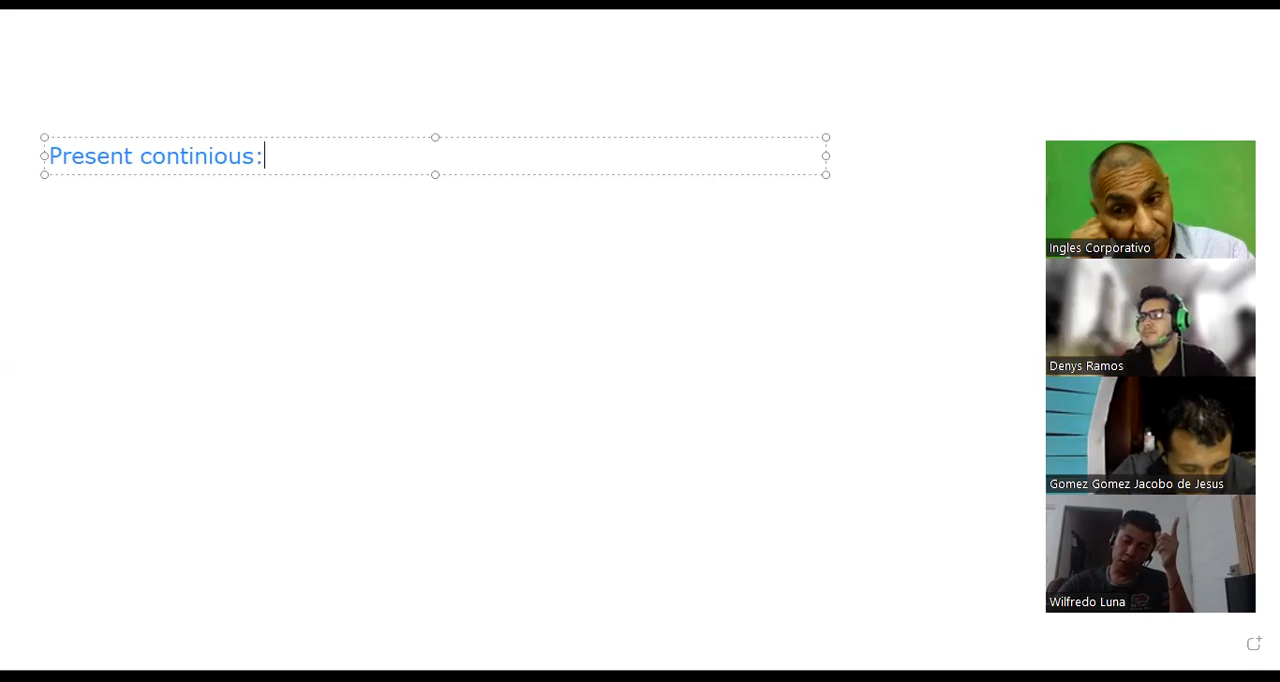 Present continious:
Ingles Corporativo
Denys Ramos
Gomez Gomez Jacobo de Jesus
Wilfredo Luna